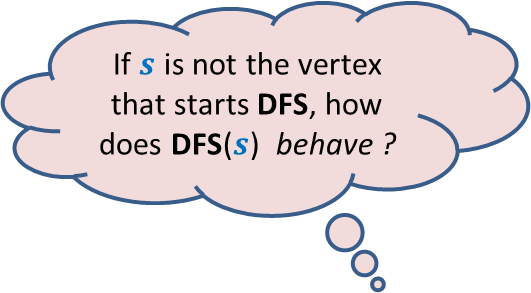 If s is not the vertex
that starts DFS, how
does DFS(s) behave ?